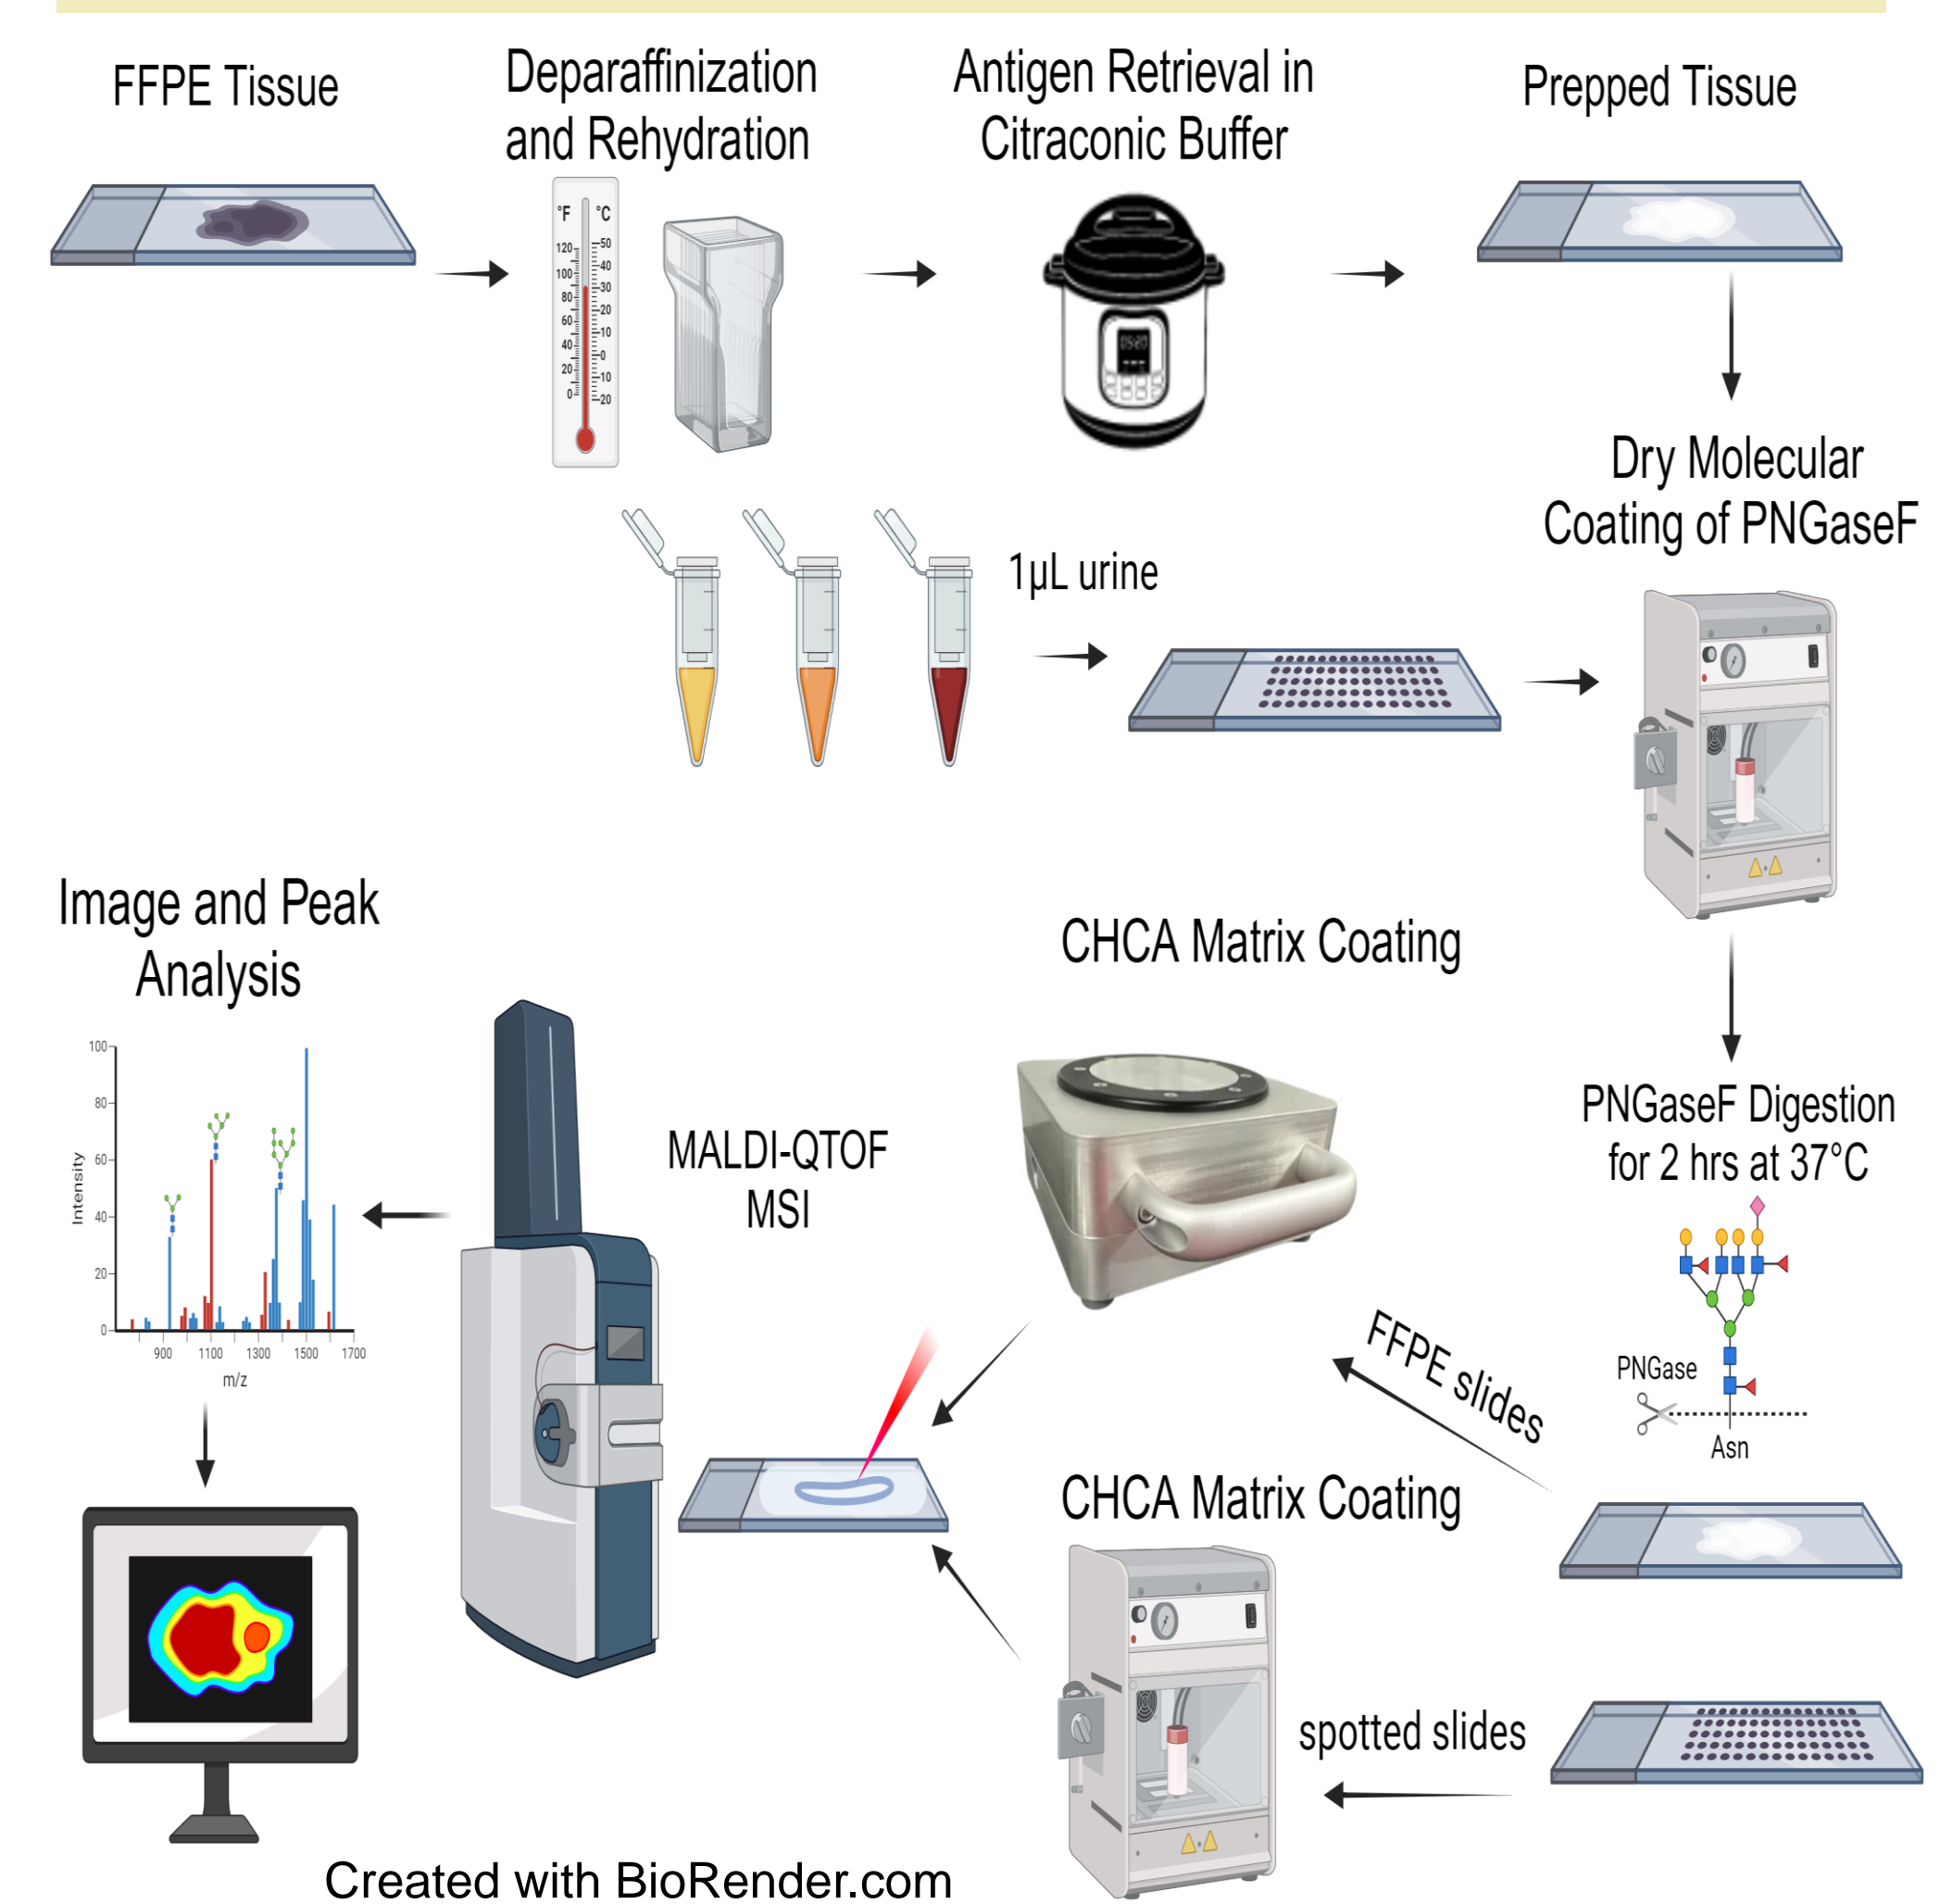 FFPE Tissue
Deparaffinization
and Rehydration
Antigen Retrieval in
Citraconic Buffer
Prepped Tissue
°F °C
120
100
80
60
40
20
0
50
40
30
20
10
0
10
20
Dry Molecular
Coating of PNGaseF
1µL urine
PNGaseF Digestion
for 2 hrs at 37°C
PNGase
Asn
FFPE slides
CHCA Matrix Coating
spotted slides
CHCA Matrix Coating
MALDI-QTOF
MSI
Image and Peak
Analysis
100
80
60
40
20
0
Intensity
900 1100 1300 1500 1700
m/z
Created with BioRender.com